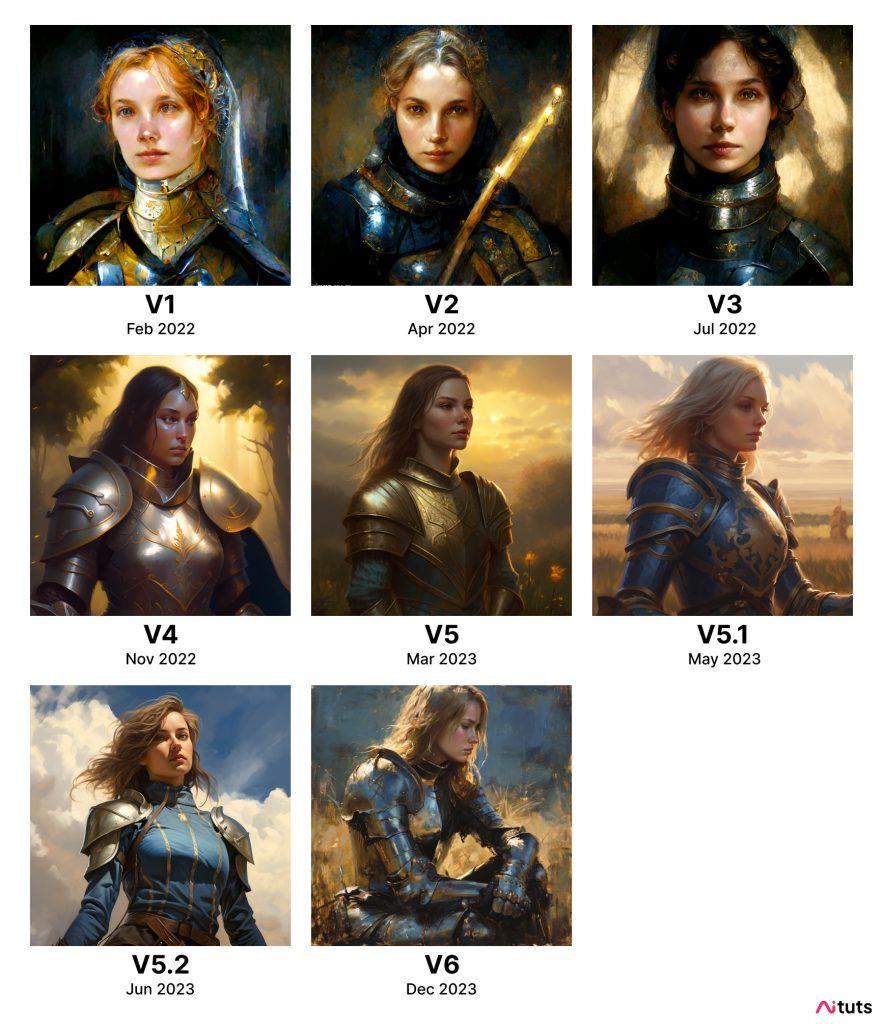 V1
Feb 2022
V2
Apr 2022
V3
Jul 2022
V4
Nov 2022
V5
Mar 2023
V5.1
May 2023
V5.2
Jun 2023
V6
Dec 2023
Aituts